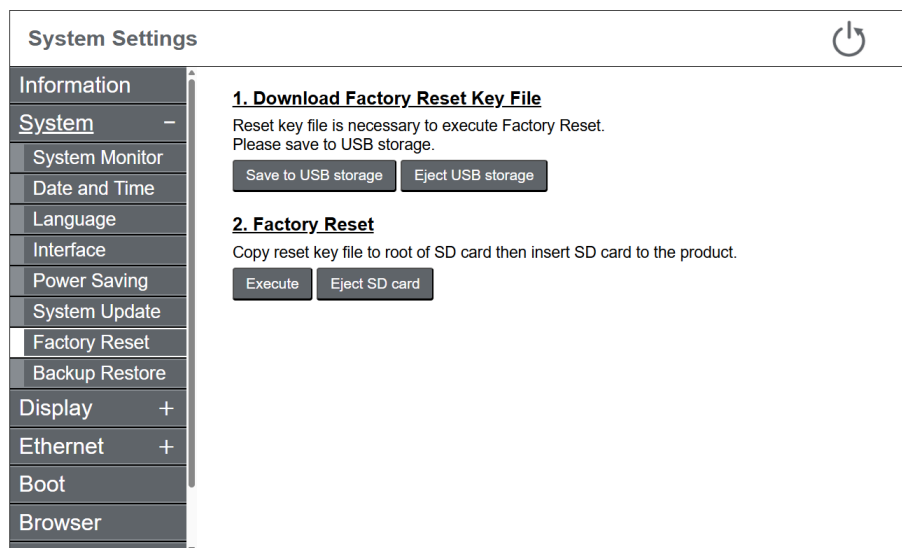 System Settings
Information
System −
System Monitor
Date and Time
Language
Interface
Power Saving
System Update
Factory Reset
Backup Restore
Display +
Ethernet +
Boot
Browser
1. Download Factory Reset Key File
Reset key file is necessary to execute Factory Reset.
Please save to USB storage.
Save to USB storage Eject USB storage
2. Factory Reset
Copy reset key file to root of SD card then insert SD card to the product.
Execute Eject SD card